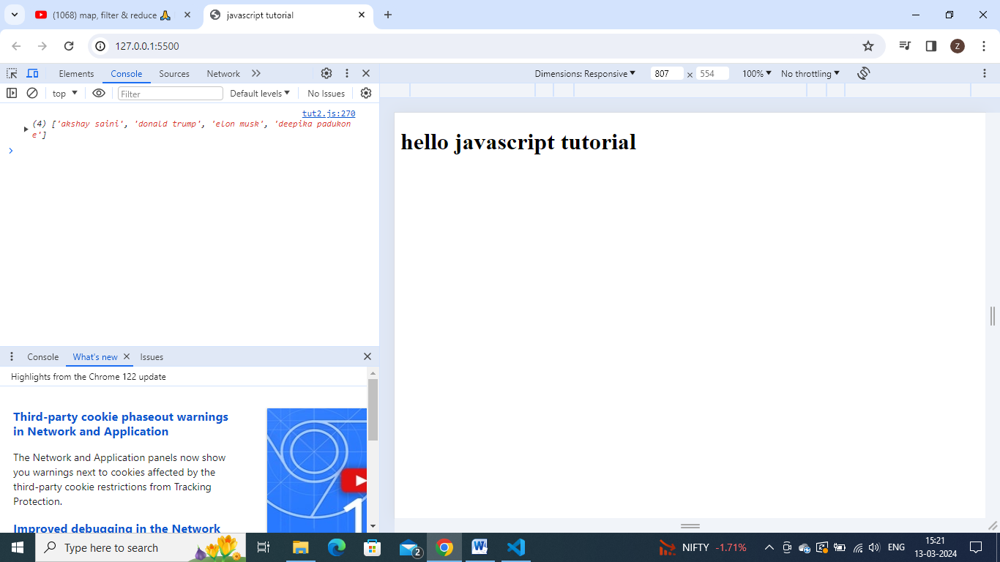 (1068) map, filter & reduce 🙏
javascript tutorial
127.0.0.1:5500
Z
Elements Console Sources Network
top Filter Default levels No Issues
tut2.js:270
(4) ['akshay saini', 'donald trump', 'elon musk', 'deepika padukon
e']
Dimensions: Responsive 807 × 554 100% No throttling
hello javascript tutorial
Console What's new Issues
Highlights from the Chrome 122 update
Third-party cookie phaseout warnings
in Network and Application
The Network and Application panels now show
you warnings next to cookies affected by the
third-party cookie restrictions from Tracking
Protection.
Improved debugging in the Network
Type here to search
2
NIFTY -1.71%
ENG
15:21
13-03-2024